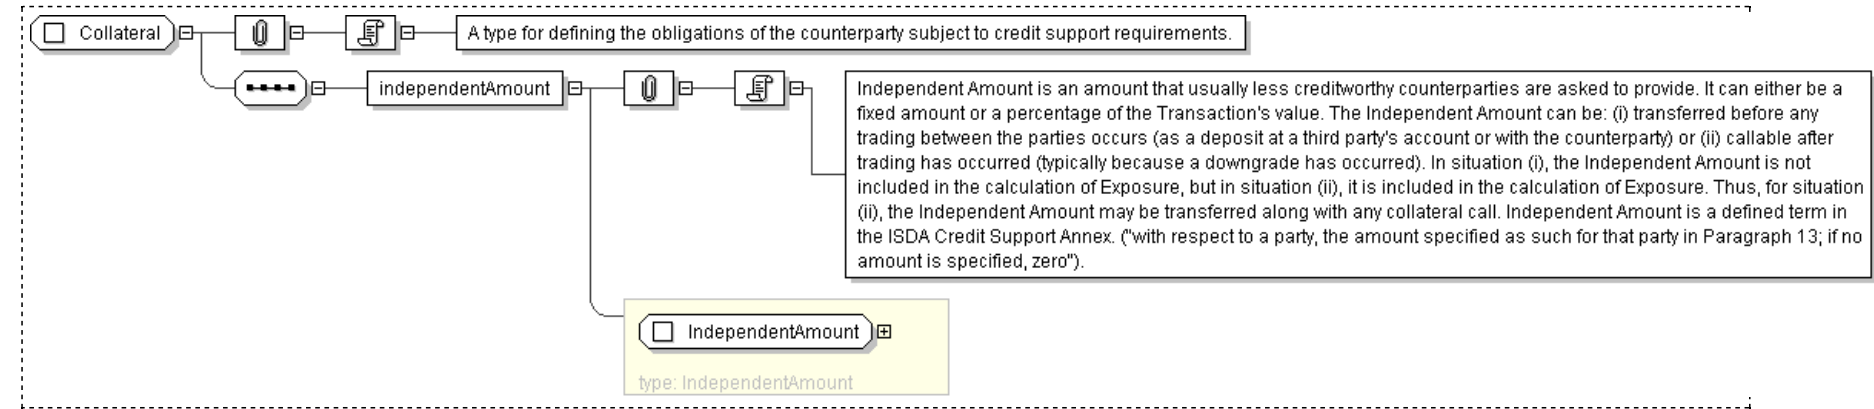 Collateral
A type for defining the obligations of the counterparty subject to credit support requirements.
independentAmount
Independent Amount is an amount that usually less creditworthy counterparties are asked to provide. It can either be a
fixed amount or a percentage of the Transaction's value. The Independent Amount can be: (i) transferred before any
trading between the parties occurs (as a deposit at a third party's account or with the counterparty) or (ii) callable after
trading has occurred (typically because a downgrade has occurred). In situation (i), the Independent Amount is not
included in the calculation of Exposure, but in situation (ii), it is included in the calculation of Exposure. Thus, for situation
(ii), the Independent Amount may be transferred along with any collateral call. Independent Amount is a defined term in
the ISDA Credit Support Annex. ("with respect to a party, the amount specified as such for that party in Paragraph 13; if no
amount is specified, zero").
IndependentAmount
type: IndependentAmount